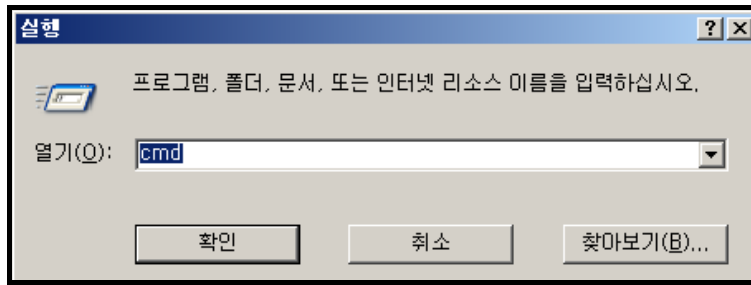 실행
프로그램, 폴더, 문서, 또는 인터넷 리소스 이름을 입력하십시오.
열기(O): cmd
확인 취소 찾아보기(B)...